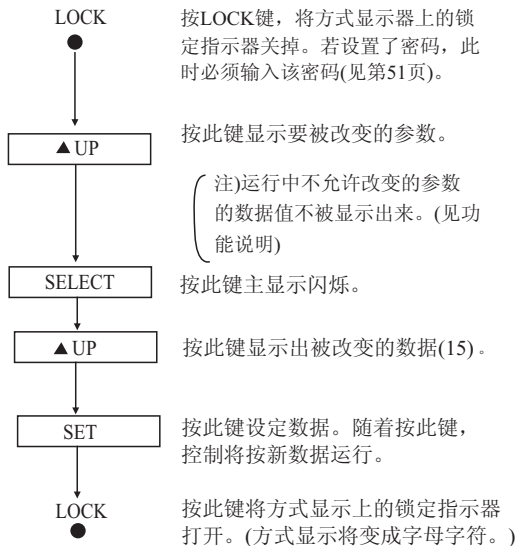 LOCK
按LOCK键，将方式显示器上的锁
定指示器关掉。若设置了密码，此
时必须输入该密码(见第51页)。
▲UP
按此键显示要被改变的参数。
注)运行中不允许改变的参数
的数据值不被显示出来。(见功
能说明)
SELECT
按此键主显示闪烁。
▲UP
按此键显示出被改变的数据(15)。
SET
按此键设定数据。随着按此键，
控制将按新数据运行。
LOCK
按此键将方式显示上的锁定指示器
打开。(方式显示将变成字母字符。)